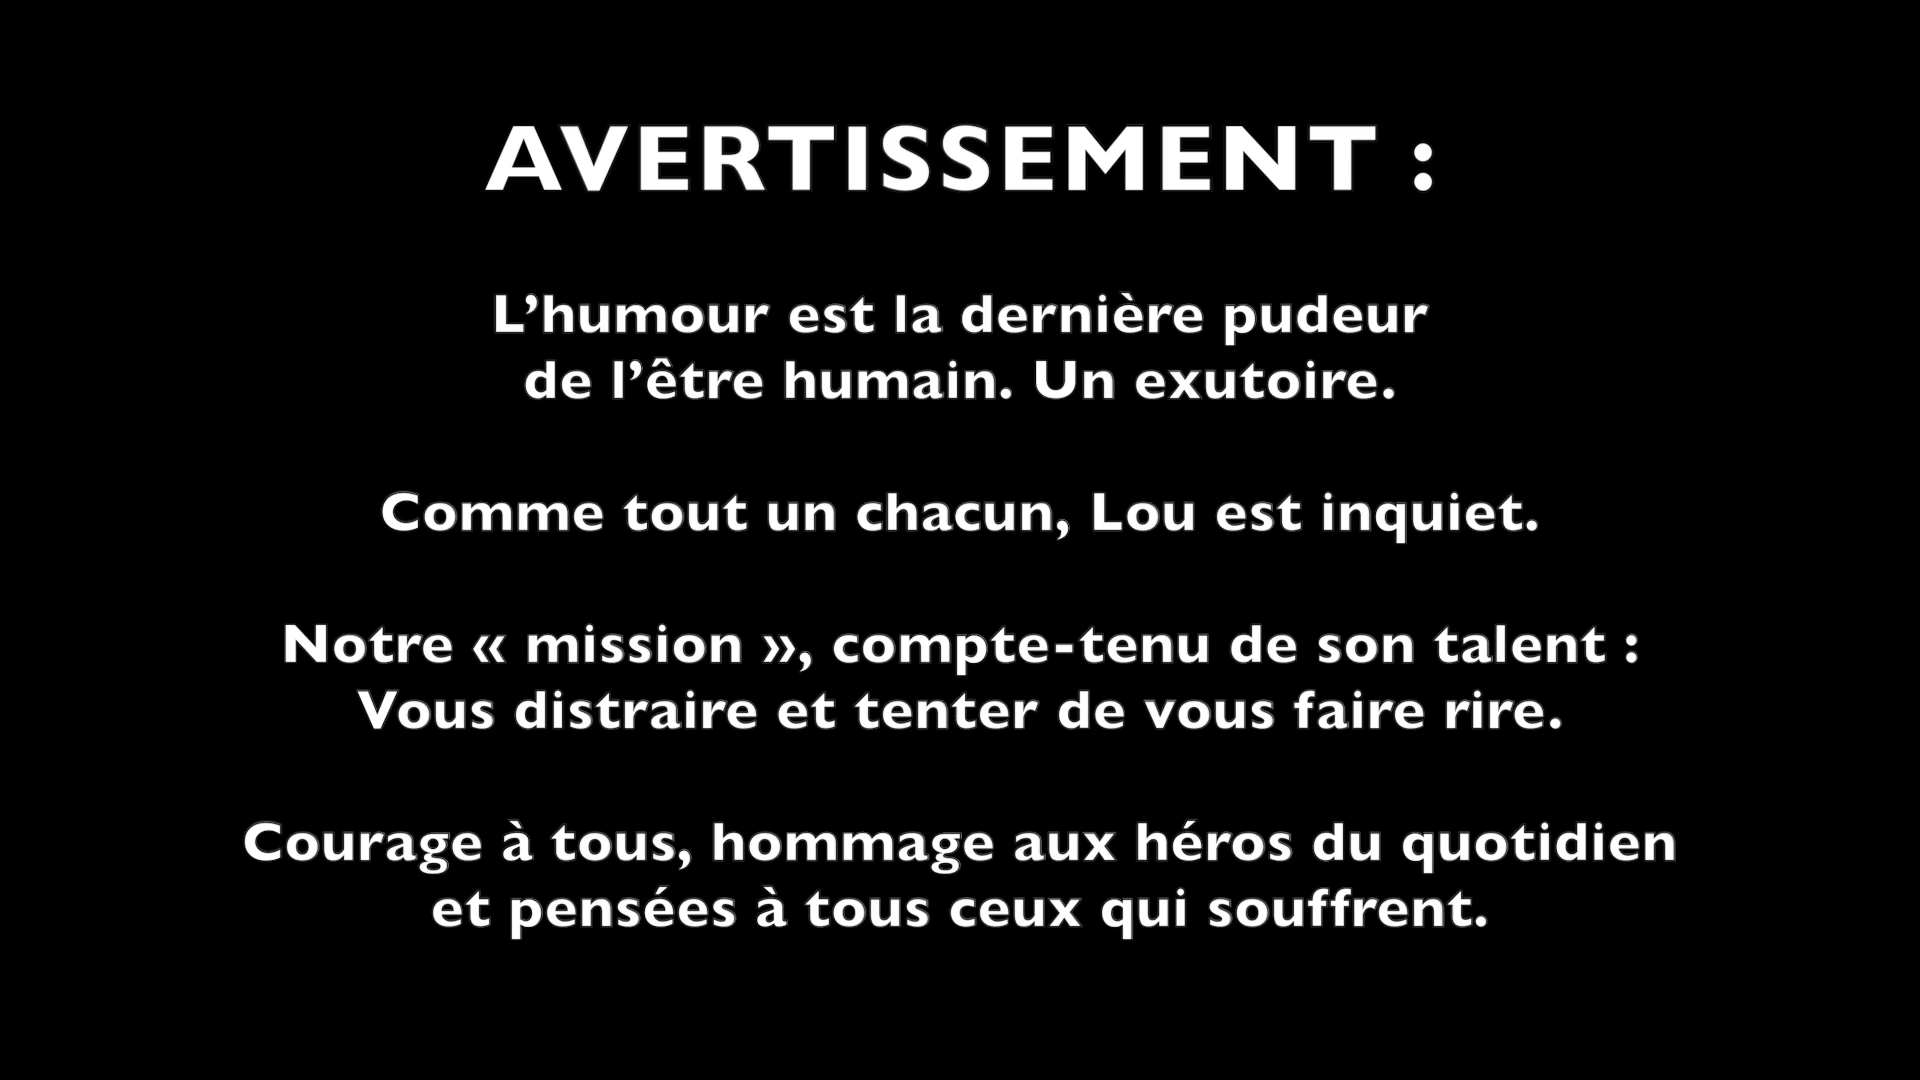 AVERTISSEMENT :
L’humour est la dernière pudeur
de l’être humain. Un exutoire.
Comme tout un chacun, Lou est inquiet.
Notre « mission », compte-tenu de son talent :
Vous distraire et tenter de vous faire rire.
Courage à tous, hommage aux héros du quotidien
et pensées à tous ceux qui souffrent.